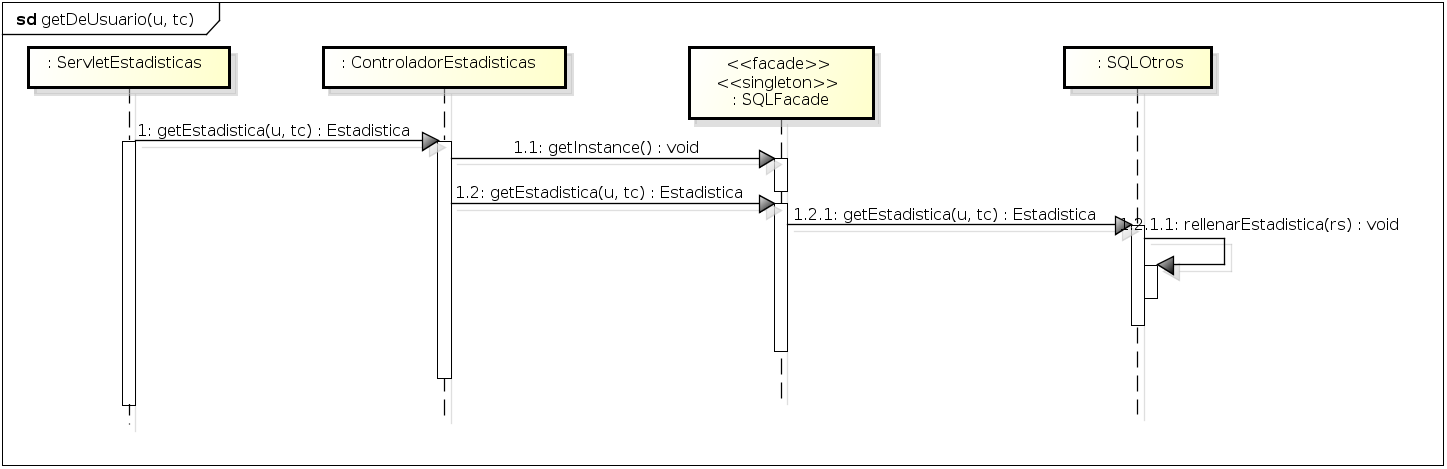 sd getDeUsuario(u, tc)
: ServletEstadisticas
: ControladorEstadisticas
<<facade>>
<<singleton>>
: SQLFacade
: SQLOtros
1: getEstadistica(u, tc) : Estadistica
1.1: getInstance() : void
1.2: getEstadistica(u, tc) : Estadistica
1.2.1: getEstadistica(u, tc) : Estadistica
1.2.1.1: rellenarEstadistica(rs) : void